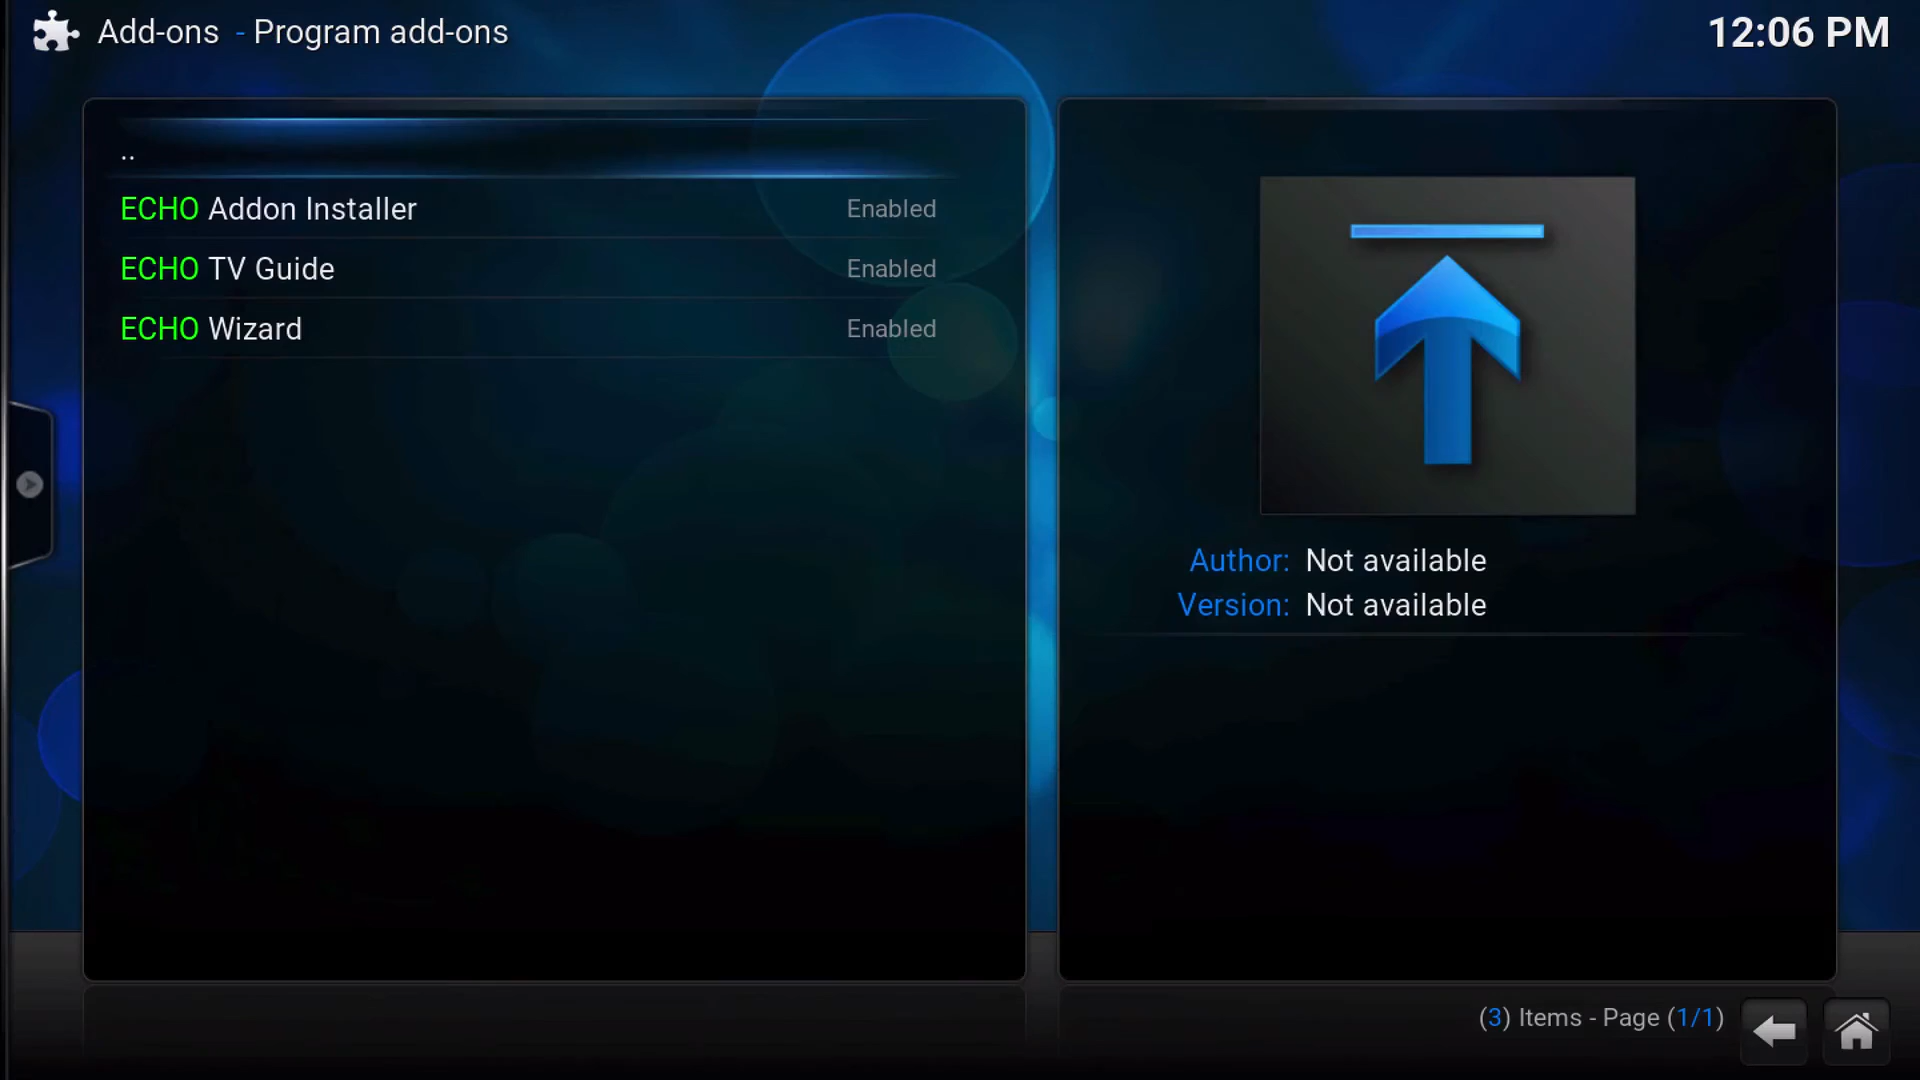 Add-ons - Program add-ons
12:06 PM
..
ECHO Addon Installer Enabled
ECHO TV Guide Enabled
ECHO Wizard Enabled
Author: Not available
Version: Not available
(3) Items - Page (1/1)